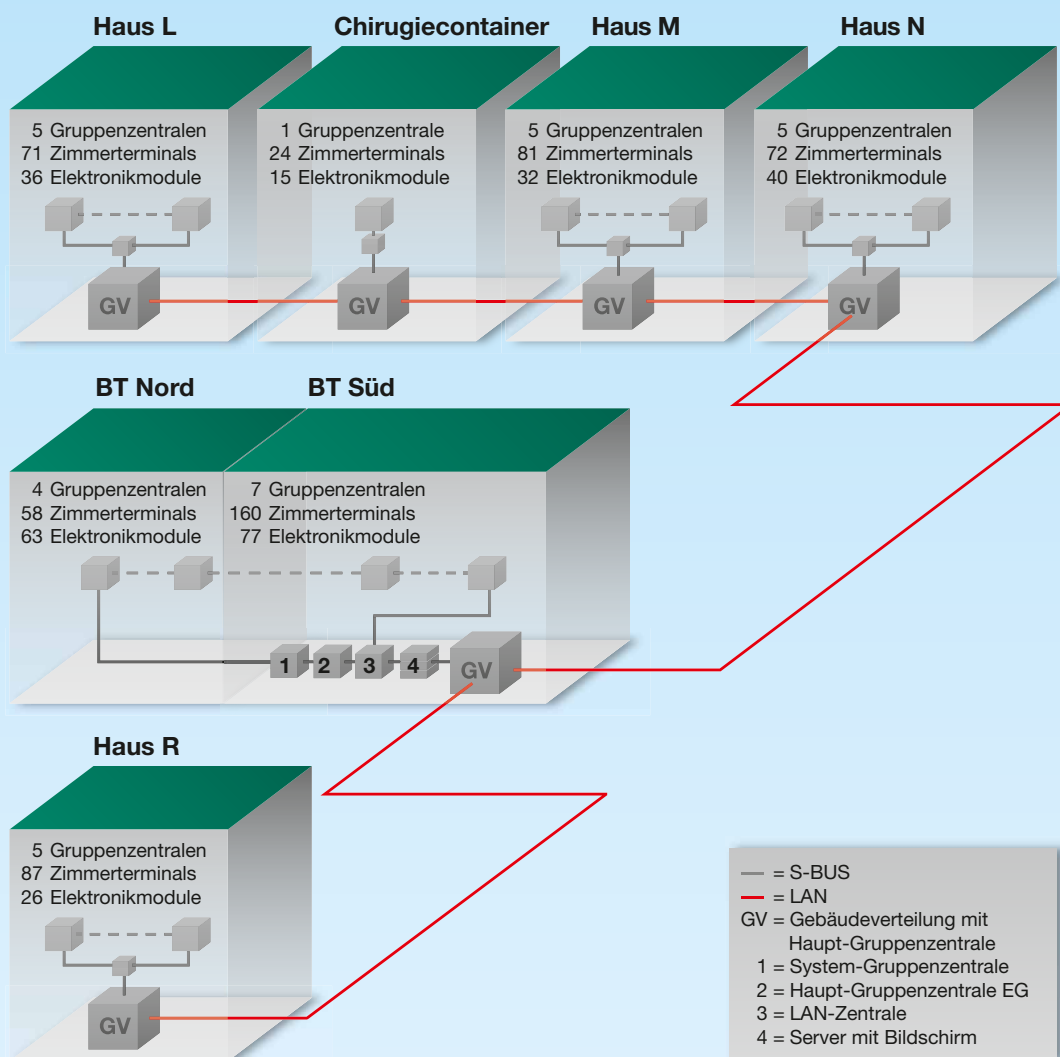 Haus L
Chirugiecontainer
Haus M
Haus N
5 Gruppenzentralen
71 Zimmerterminals
36 Elektronikmodule
1 Gruppenzentrale
24 Zimmerterminals
15 Elektronikmodule
5 Gruppenzentralen
81 Zimmerterminals
32 Elektronikmodule
5 Gruppenzentralen
72 Zimmerterminals
40 Elektronikmodule
GV
GV
GV
GV
BT Nord
BT Süd
4 Gruppenzentralen
58 Zimmerterminals
63 Elektronikmodule
7 Gruppenzentralen
160 Zimmerterminals
77 Elektronikmodule
1
2
3
4
GV
Haus R
5 Gruppenzentralen
87 Zimmerterminals
26 Elektronikmodule
GV
= S-BUS
= LAN
GV = Gebäudeverteilung mit
Haupt-Gruppenzentrale
1 = System-Gruppenzentrale
2 = Haupt-Gruppenzentrale EG
3 = LAN-Zentrale
4 = Server mit Bildschirm